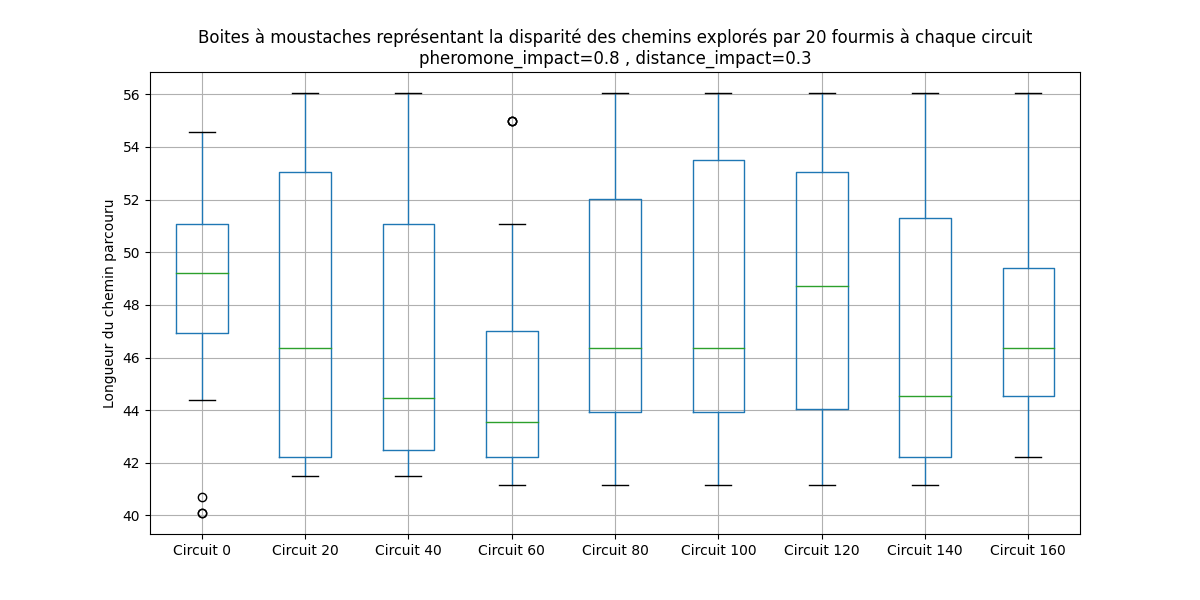 Boites à moustaches représentant la disparité des chemins explorés par 20 fourmis à chaque circuit
pheromone_impact=0.8 , distance_impact=0.3
Longueur du chemin parcouru
56
54
52
50
48
46
44
42
40
Circuit 0 Circuit 20 Circuit 40 Circuit 60 Circuit 80 Circuit 100 Circuit 120 Circuit 140 Circuit 160